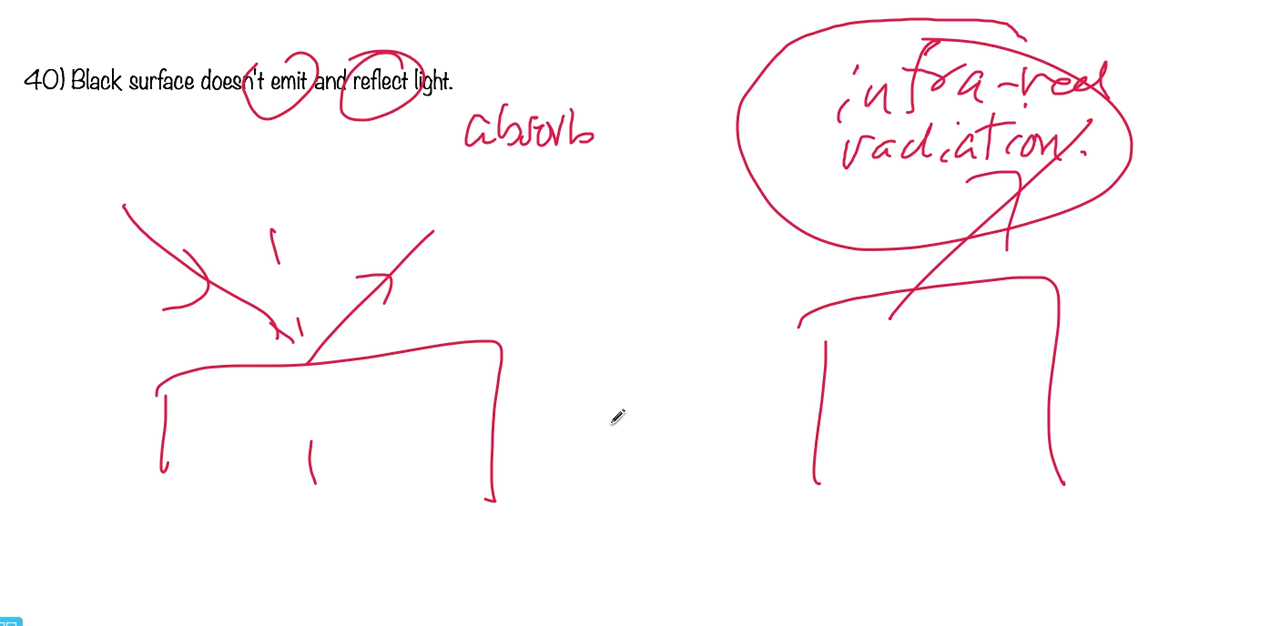 40) Black surface doesn't emit and reflect light.
absorb
infra-red
radiation.